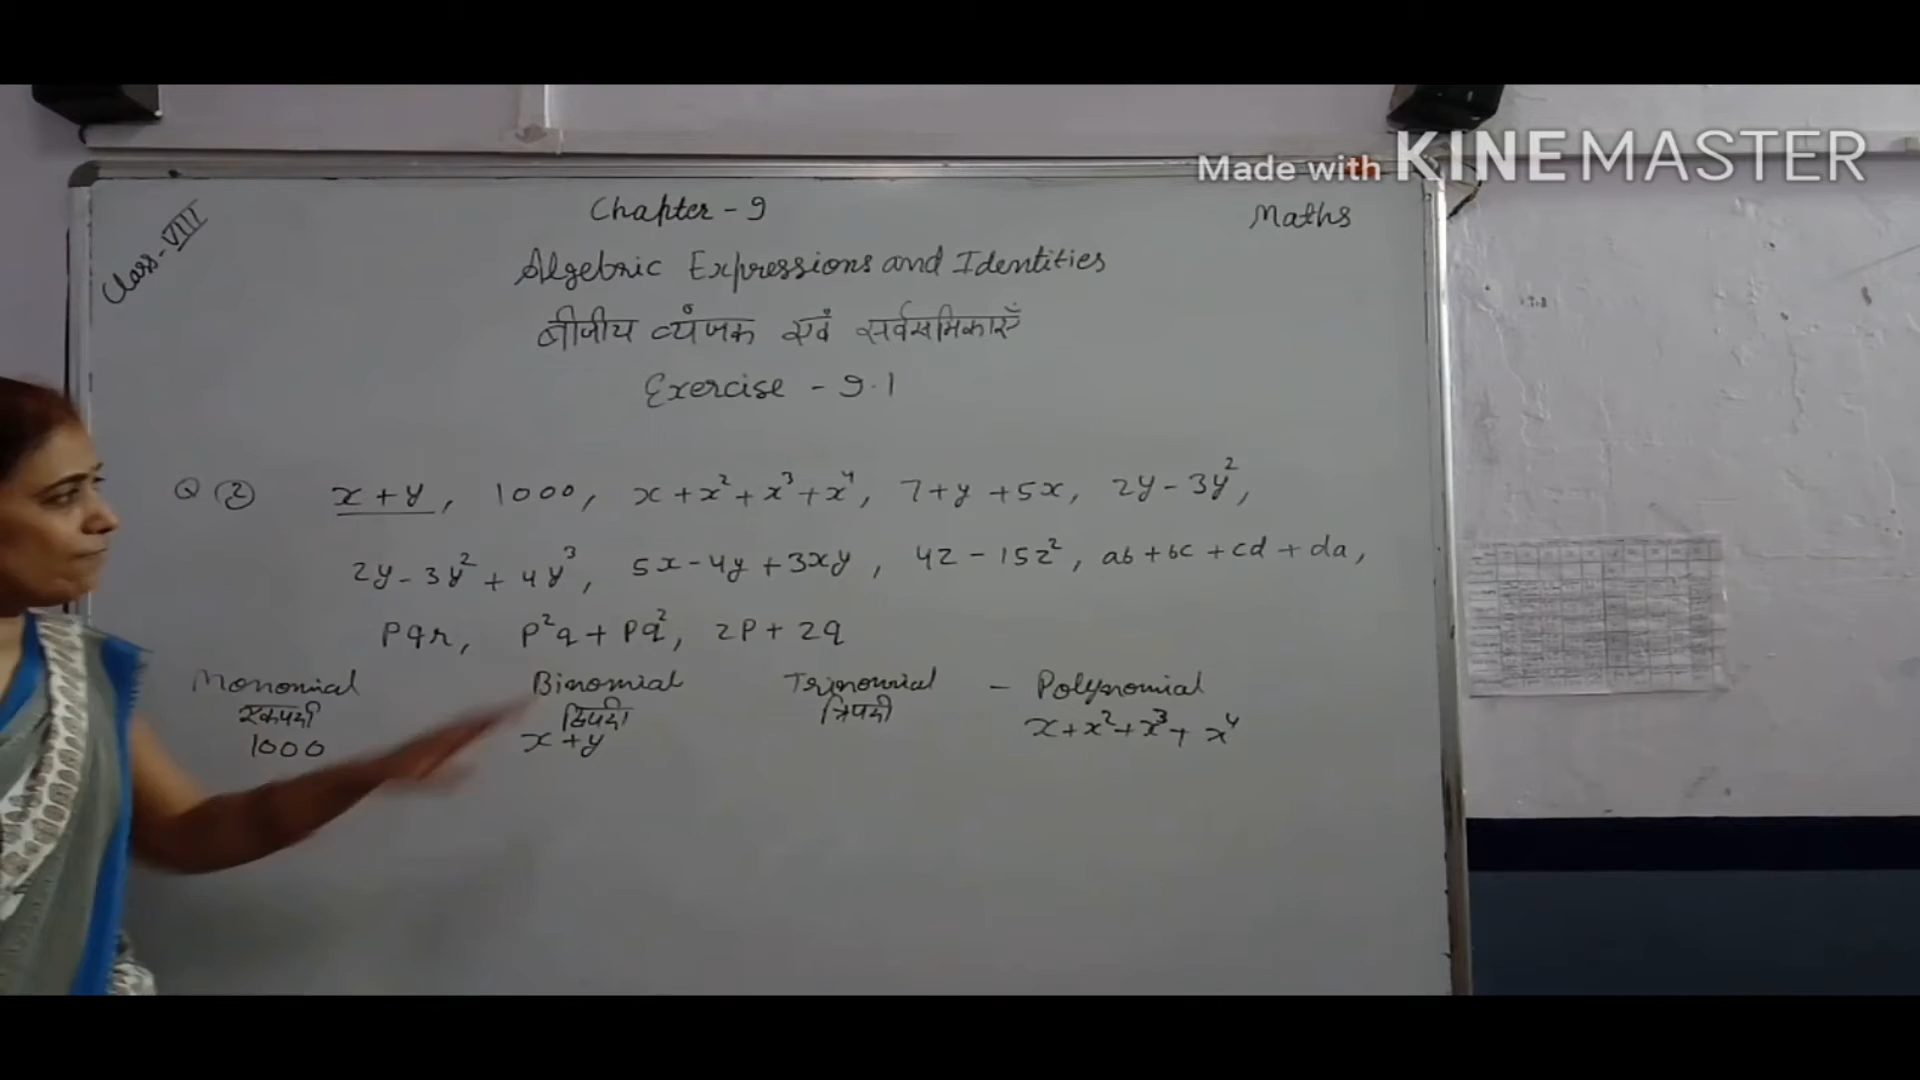 Made with KINEMASTER
Class-VIII
Chapter - 9
Maths
Algebric Expressions and Identities
बीजीय व्यंजक एवं सर्वसमिकाएँ
Exercise - 9.1
Q ② x + y, 1000, x + x² + x³ + x⁴, 7 + y + 5x, 2y - 3y²,
2y - 3y² + 4y³, 5x - 4y + 3xy, 4z - 15z², ab + bc + cd + da,
pqr, p²q + pq², 2p + 2q
Monomial Binomial Trinomial - Polynomial
एकपदी द्विपदी त्रिपदी
1000 x + y x + x² + x³ + x⁴